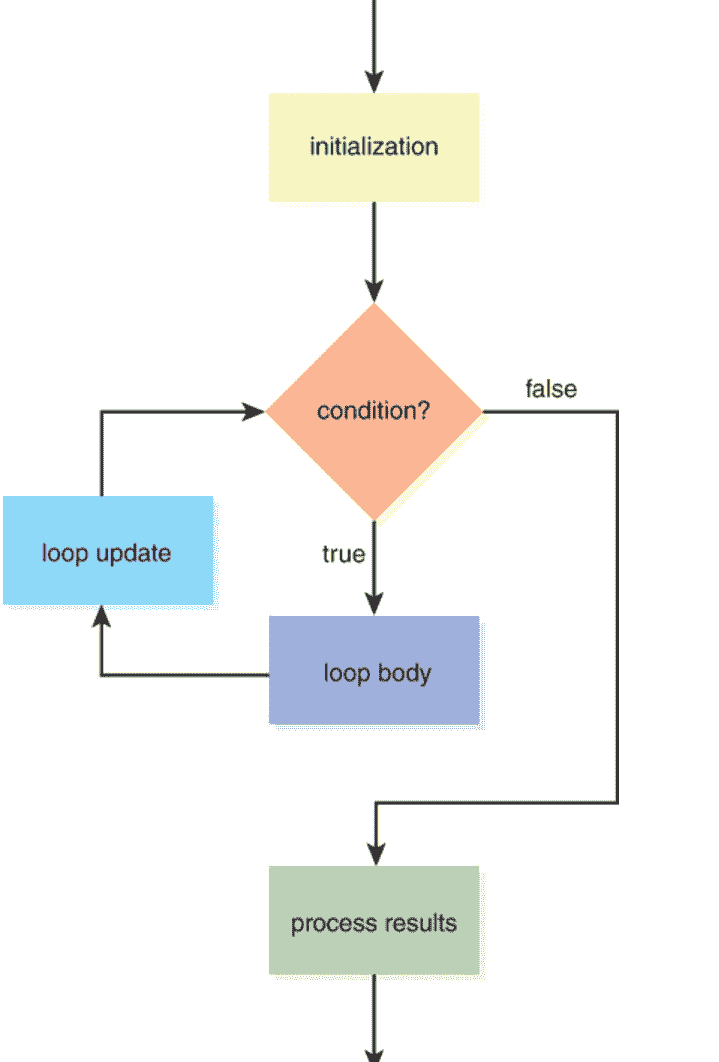 initialization
condition?
false
loop update
true
loop body
process results